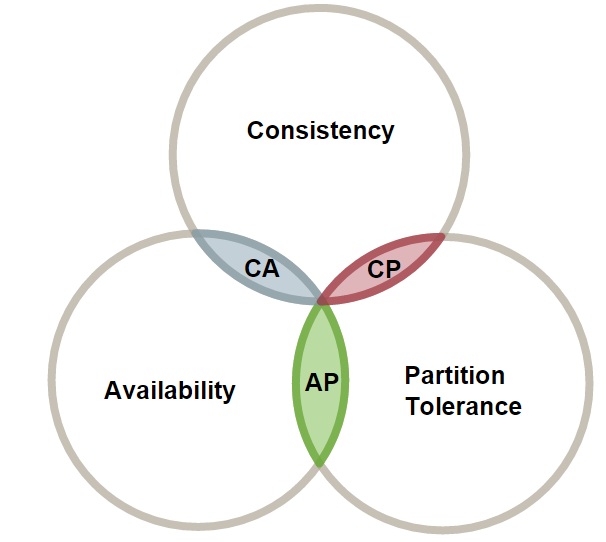 Consistency
CA
CP
Availability
AP
Partition
Tolerance